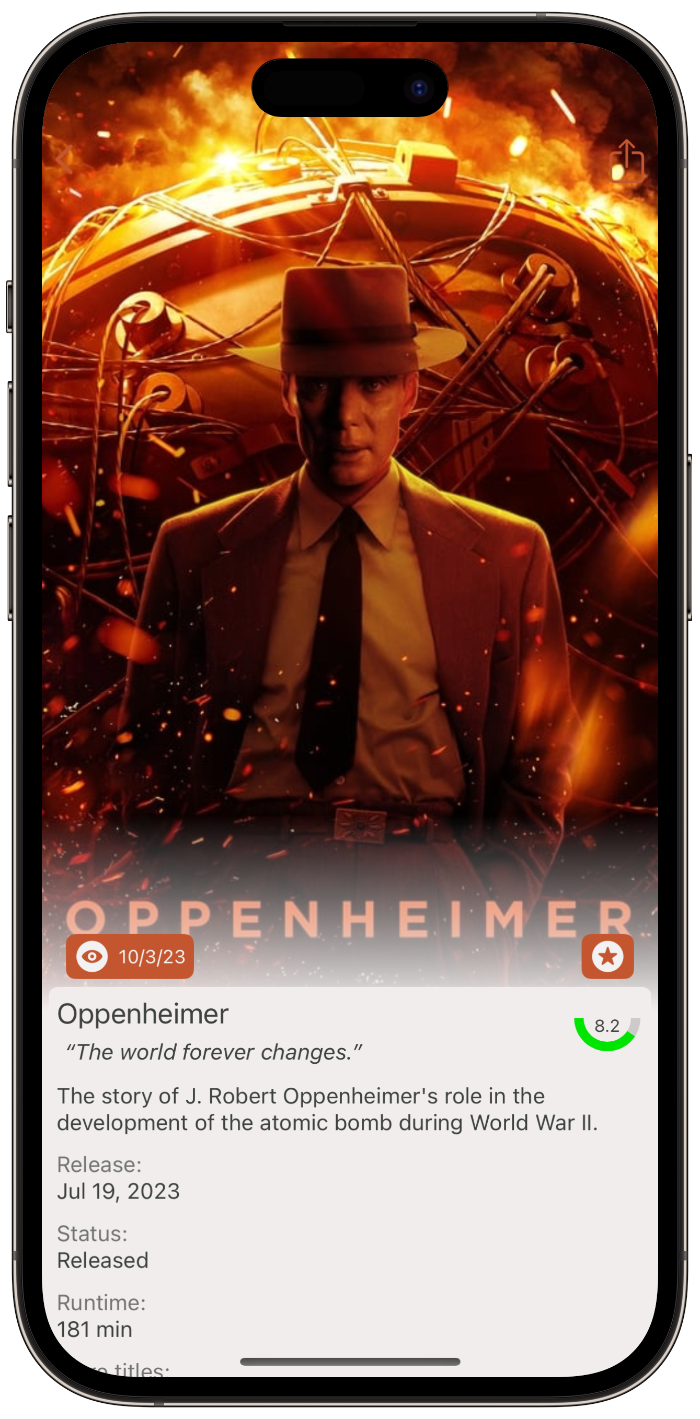 OPPENHEIMER
10/3/23
Oppenheimer
8.2
“The world forever changes.”
The story of J. Robert Oppenheimer's role in the
development of the atomic bomb during World War II.
Release:
Jul 19, 2023
Status:
Released
Runtime:
181 min
titles: